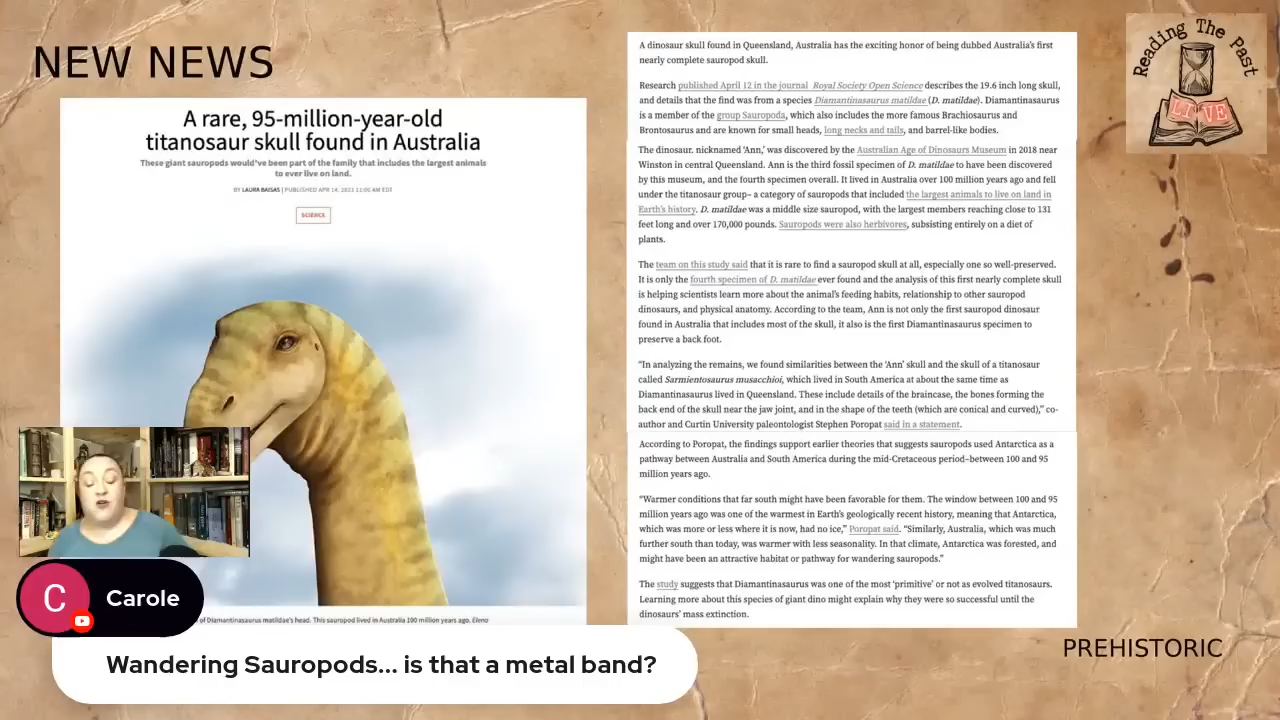 NEW NEWS
A rare, 95-million-year-old
titanosaur skull found in Australia
These giant sauropods would've been part of the family that includes the largest animals
to ever live on land.
BY LAURA BAISAS | PUBLISHED APR 14, 2023 11:00 AM EDT
SCIENCE
of Diamantinasaurus matildae's head. This sauropod lived in Australia 100 million years ago. Elena
Carole
Wandering Sauropods... is that a metal band?
A dinosaur skull found in Queensland, Australia has the exciting honor of being dubbed Australia's first
nearly complete sauropod skull.
Research published April 12 in the journal Royal Society Open Science describes the 19.6 inch long skull,
and details that the find was from a species Diamantinasaurus matildae (D. matildae). Diamantinasaurus
is a member of the group Sauropoda, which also includes the more famous Brachiosaurus and
Brontosaurus and are known for small heads, long necks and tails, and barrel-like bodies.
The dinosaur, nicknamed 'Ann,' was discovered by the Australian Age of Dinosaurs Museum in 2018 near
Winston in central Queensland. Ann is the third fossil specimen of D. matildae to have been discovered
by this museum, and the fourth specimen overall. It lived in Australia over 100 million years ago and fell
under the titanosaur group– a category of sauropods that included the largest animals to live on land in
Earth's history. D. matildae was a middle size sauropod, with the largest members reaching close to 131
feet long and over 170,000 pounds. Sauropods were also herbivores, subsisting entirely on a diet of
plants.
The team on this study said that it is rare to find a sauropod skull at all, especially one so well-preserved.
It is only the fourth specimen of D. matildae ever found and the analysis of this first nearly complete skull
is helping scientists learn more about the animal's feeding habits, relationship to other sauropod
dinosaurs, and physical anatomy. According to the team, Ann is not only the first sauropod dinosaur
found in Australia that includes most of the skull, it also is the first Diamantinasaurus specimen to
preserve a back foot.
"In analyzing the remains, we found similarities between the 'Ann' skull and the skull of a titanosaur
called Sarmientosaurus musacchioi, which lived in South America at about the same time as
Diamantinasaurus lived in Queensland. These include details of the braincase, the bones forming the
back end of the skull near the jaw joint, and in the shape of the teeth (which are conical and curved)," co-
author and Curtin University paleontologist Stephen Poropat said in a statement.
According to Poropat, the findings support earlier theories that suggests sauropods used Antarctica as a
pathway between Australia and South America during the mid-Cretaceous period–between 100 and 95
million years ago.
"Warmer conditions that far south might have been favorable for them. The window between 100 and 95
million years ago was one of the warmest in Earth's geologically recent history, meaning that Antarctica,
which was more or less where it is now, had no ice," Poropat said. "Similarly, Australia, which was much
further south than today, was warmer with less seasonality. In that climate, Antarctica was forested, and
might have been an attractive habitat or pathway for wandering sauropods."
The study suggests that Diamantinasaurus was one of the most 'primitive' or not as evolved titanosaurs.
Learning more about this species of giant dino might explain why they were so successful until the
dinosaurs' mass extinction.
Reading The Past
LIVE
PREHISTORIC
C